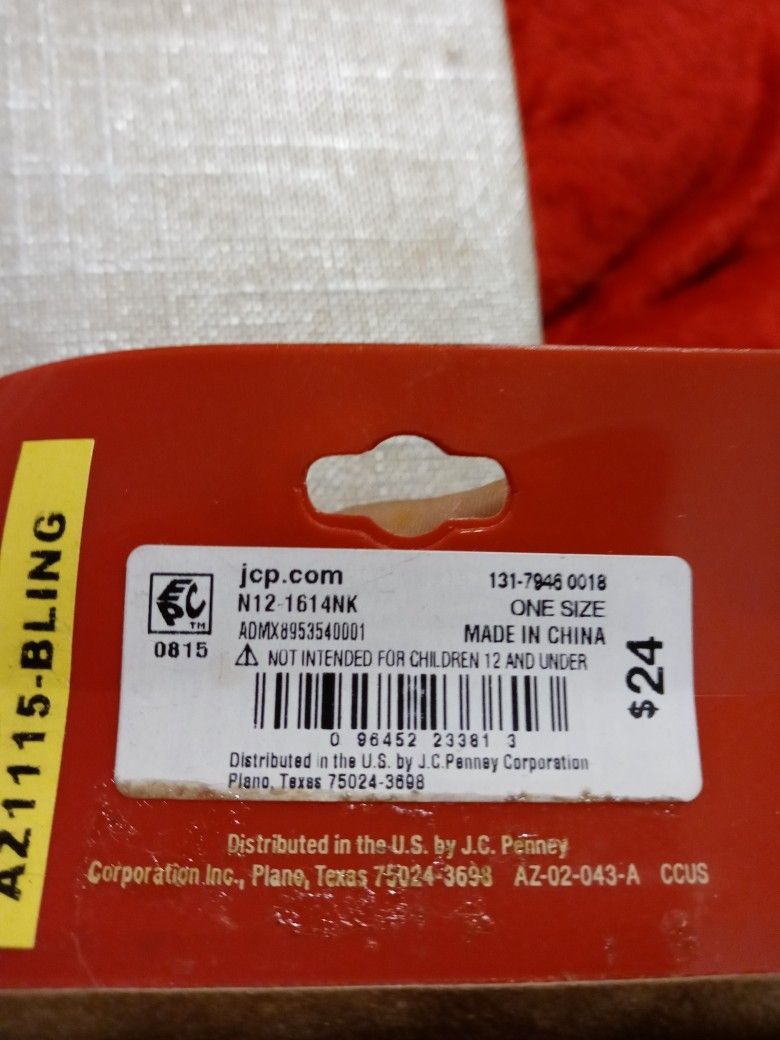 AZ1115-BLING
EPC TM
0815
jcp.com
N12-1614NK
ADMX8953540001
131-7946 0018
ONE SIZE
MADE IN CHINA
⚠ NOT INTENDED FOR CHILDREN 12 AND UNDER
$24
0 96452 23381 3
Distributed in the U.S. by J.C.Penney Corporation
Plano, Texas 75024-3698
Distributed in the U.S. by J.C. Penney
Corporation Inc., Plano, Texas 75024-3698 AZ-02-043-A CCUS